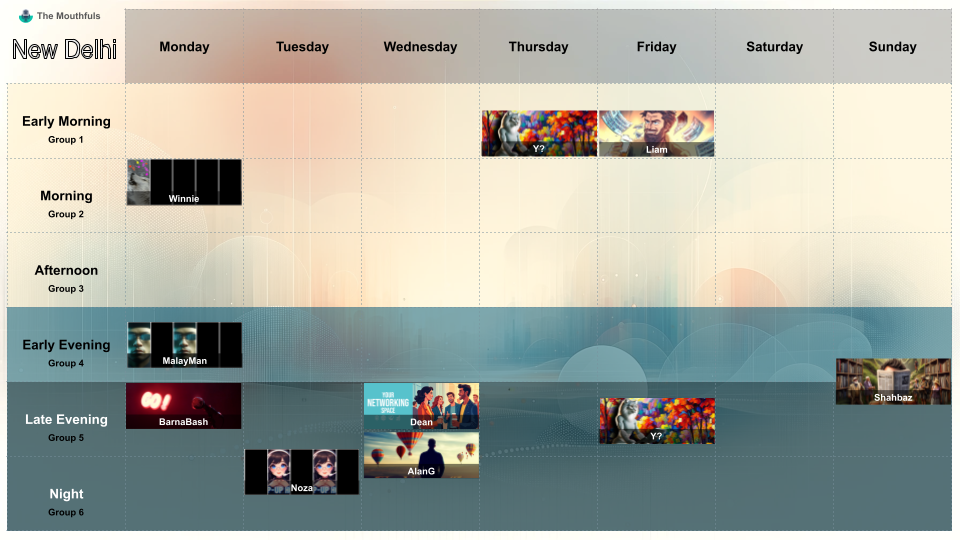 The Mouthfuls
New Delhi
Monday
Tuesday
Wednesday
Thursday
Friday
Saturday
Sunday
Early Morning
Group 1
Y?
Liam
Morning
Group 2
Winnie
Afternoon
Group 3
Early Evening
Group 4
MalayMan
Shahbaz
Late Evening
Group 5
BarnaBash
YOUR
NETWORKING
SPACE
Dean
Y?
AlanG
Night
Group 6
Noza